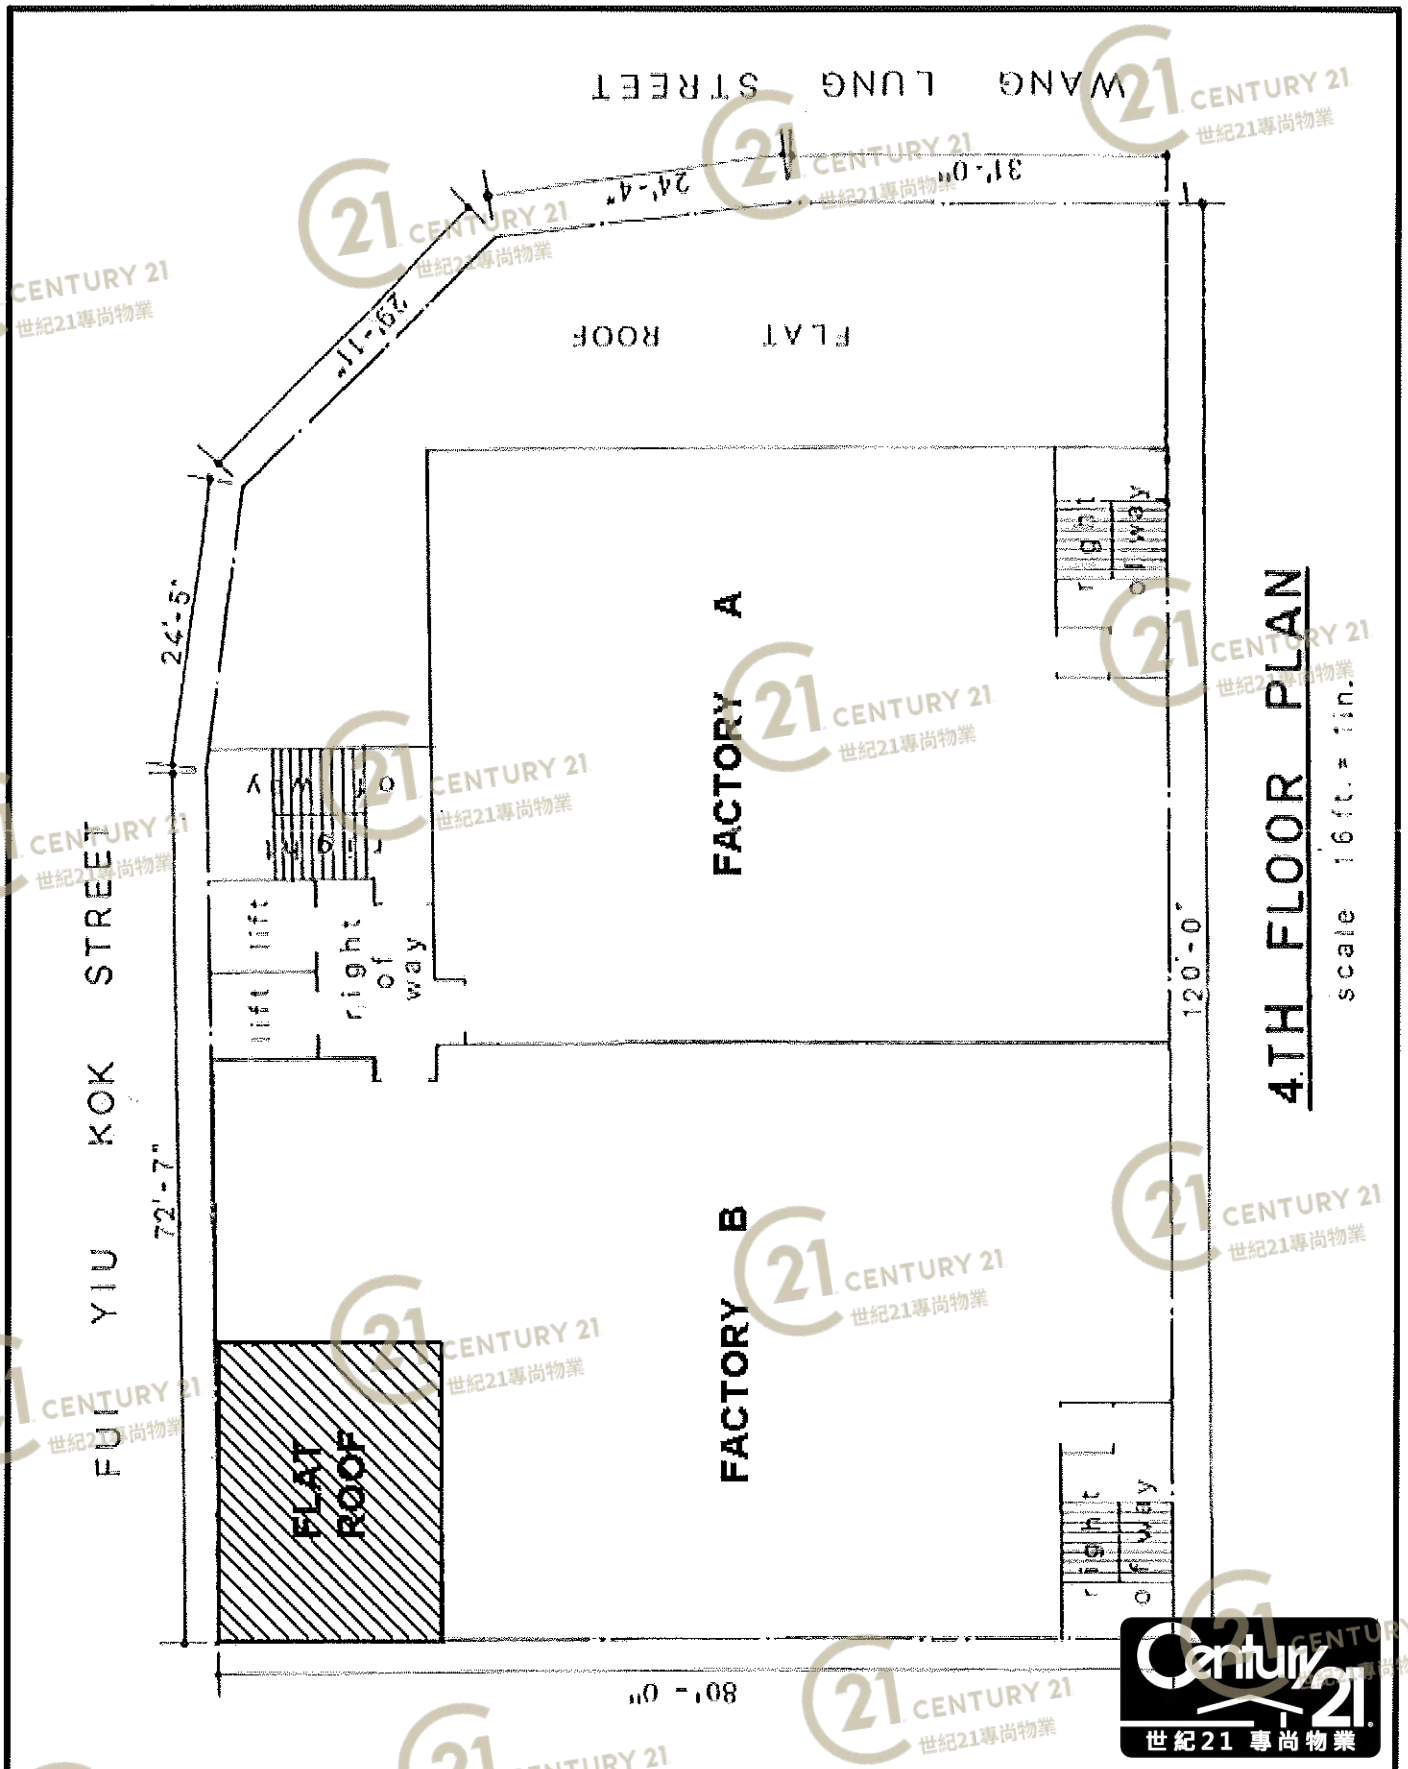 WANG LUNG STREET
31'-0"
24'-4"
29'-11"
FLAT ROOF
24'-5"
right
of way
FACTORY A
right
of way
lift
lift
right
of
way
FUI YIU KOK STREET
72'-7"
120'-0"
4TH FLOOR PLAN
scale 16ft. = 1in.
FACTORY B
FLAT
ROOF
right
of way
80'-0"
Century 21
世紀21 專尚物業
CENTURY 21
世紀21專尚物業